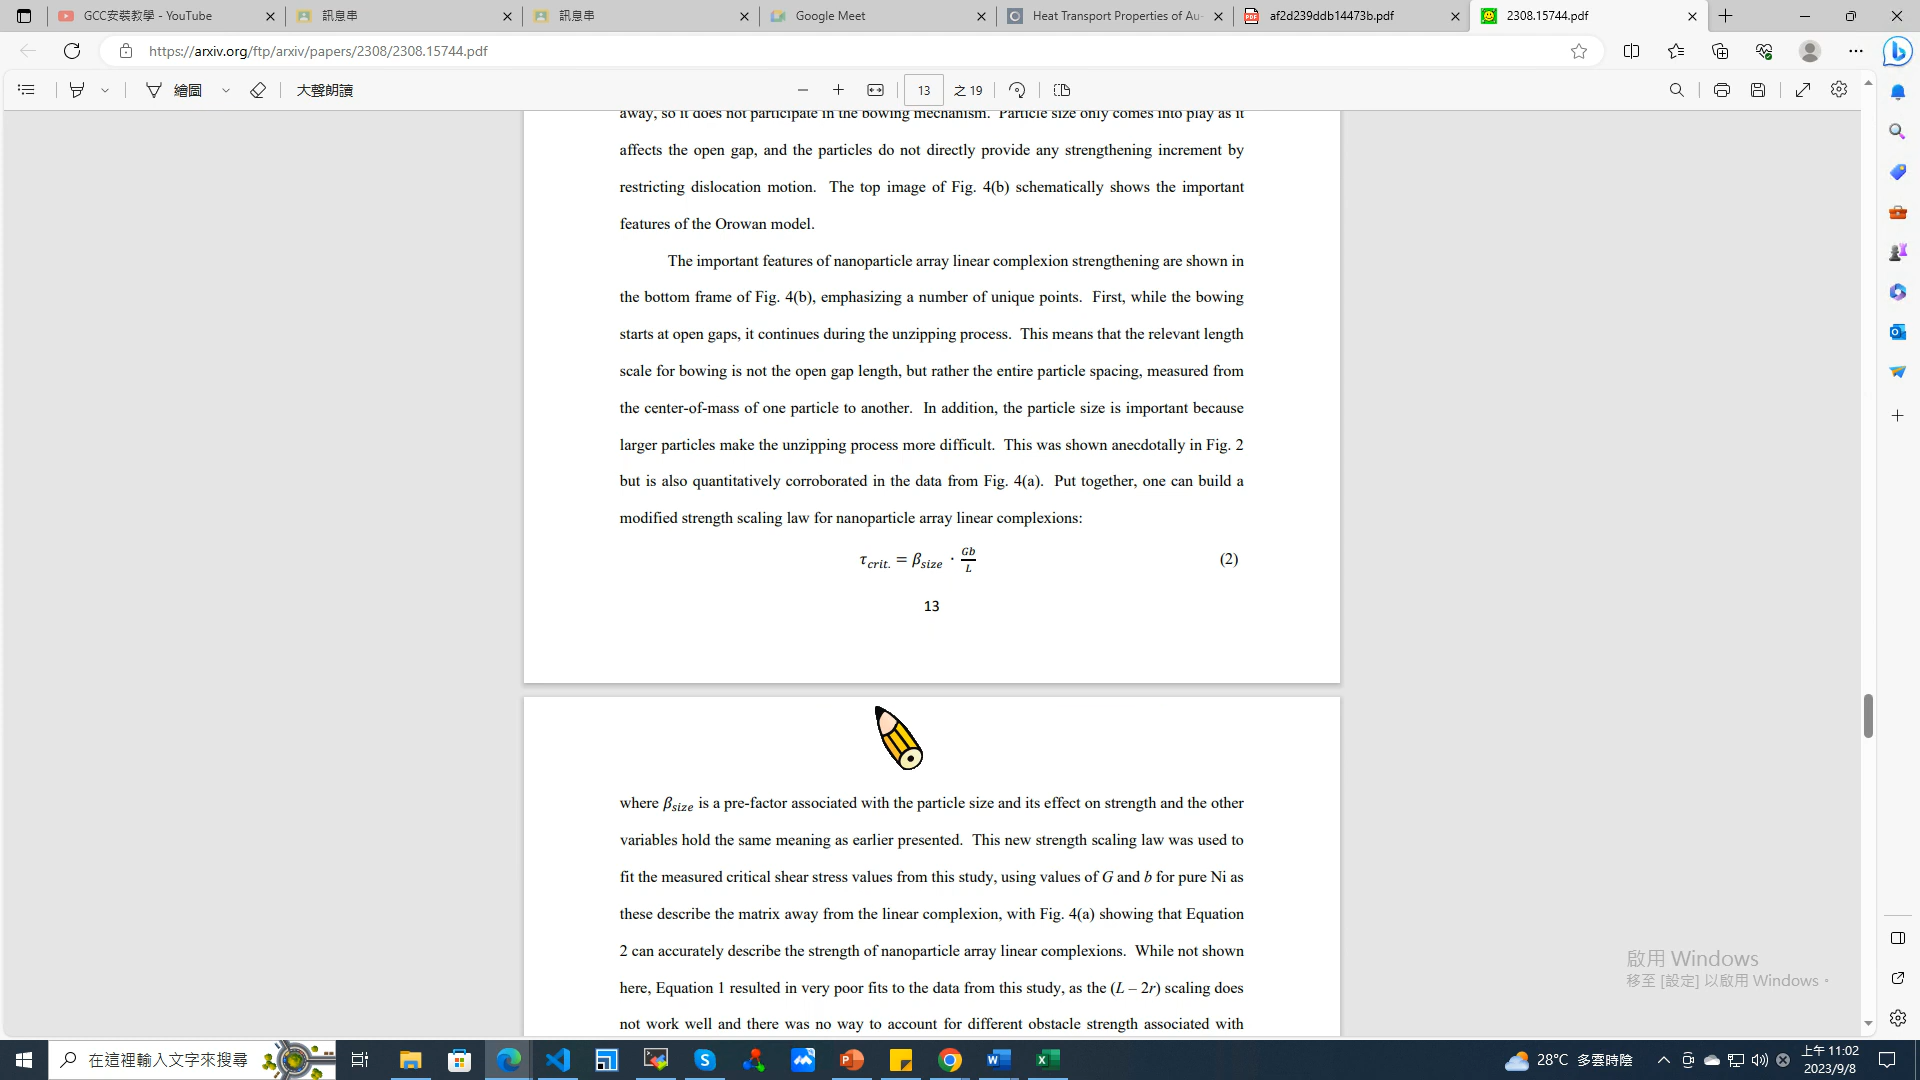 GCC安裝教學 - YouTube
訊息串
訊息串
Google Meet
Heat Transport Properties of Au-
af2d239ddb14473b.pdf
2308.15744.pdf
https://arxiv.org/ftp/arxiv/papers/2308/2308.15744.pdf
繪圖
大聲朗讀
13
之 19
away, so it does not participate in the bowing mechanism. Particle size only comes into play as it
affects the open gap, and the particles do not directly provide any strengthening increment by
restricting dislocation motion. The top image of Fig. 4(b) schematically shows the important
features of the Orowan model.
The important features of nanoparticle array linear complexion strengthening are shown in
the bottom frame of Fig. 4(b), emphasizing a number of unique points. First, while the bowing
starts at open gaps, it continues during the unzipping process. This means that the relevant length
scale for bowing is not the open gap length, but rather the entire particle spacing, measured from
the center-of-mass of one particle to another. In addition, the particle size is important because
larger particles make the unzipping process more difficult. This was shown anecdotally in Fig. 2
but is also quantitatively corroborated in the data from Fig. 4(a). Put together, one can build a
modified strength scaling law for nanoparticle array linear complexions:
τcrit. = βsize · Gb/L (2)
13
where βsize is a pre-factor associated with the particle size and its effect on strength and the other
variables hold the same meaning as earlier presented. This new strength scaling law was used to
fit the measured critical shear stress values from this study, using values of G and b for pure Ni as
these describe the matrix away from the linear complexion, with Fig. 4(a) showing that Equation
2 can accurately describe the strength of nanoparticle array linear complexions. While not shown
here, Equation 1 resulted in very poor fits to the data from this study, as the (L – 2r) scaling does
not work well and there was no way to account for different obstacle strength associated with
啟用 Windows
移至 [設定] 以啟用 Windows。
在這裡輸入文字來搜尋
28°C 多雲時陰
上午 11:02
2023/9/8